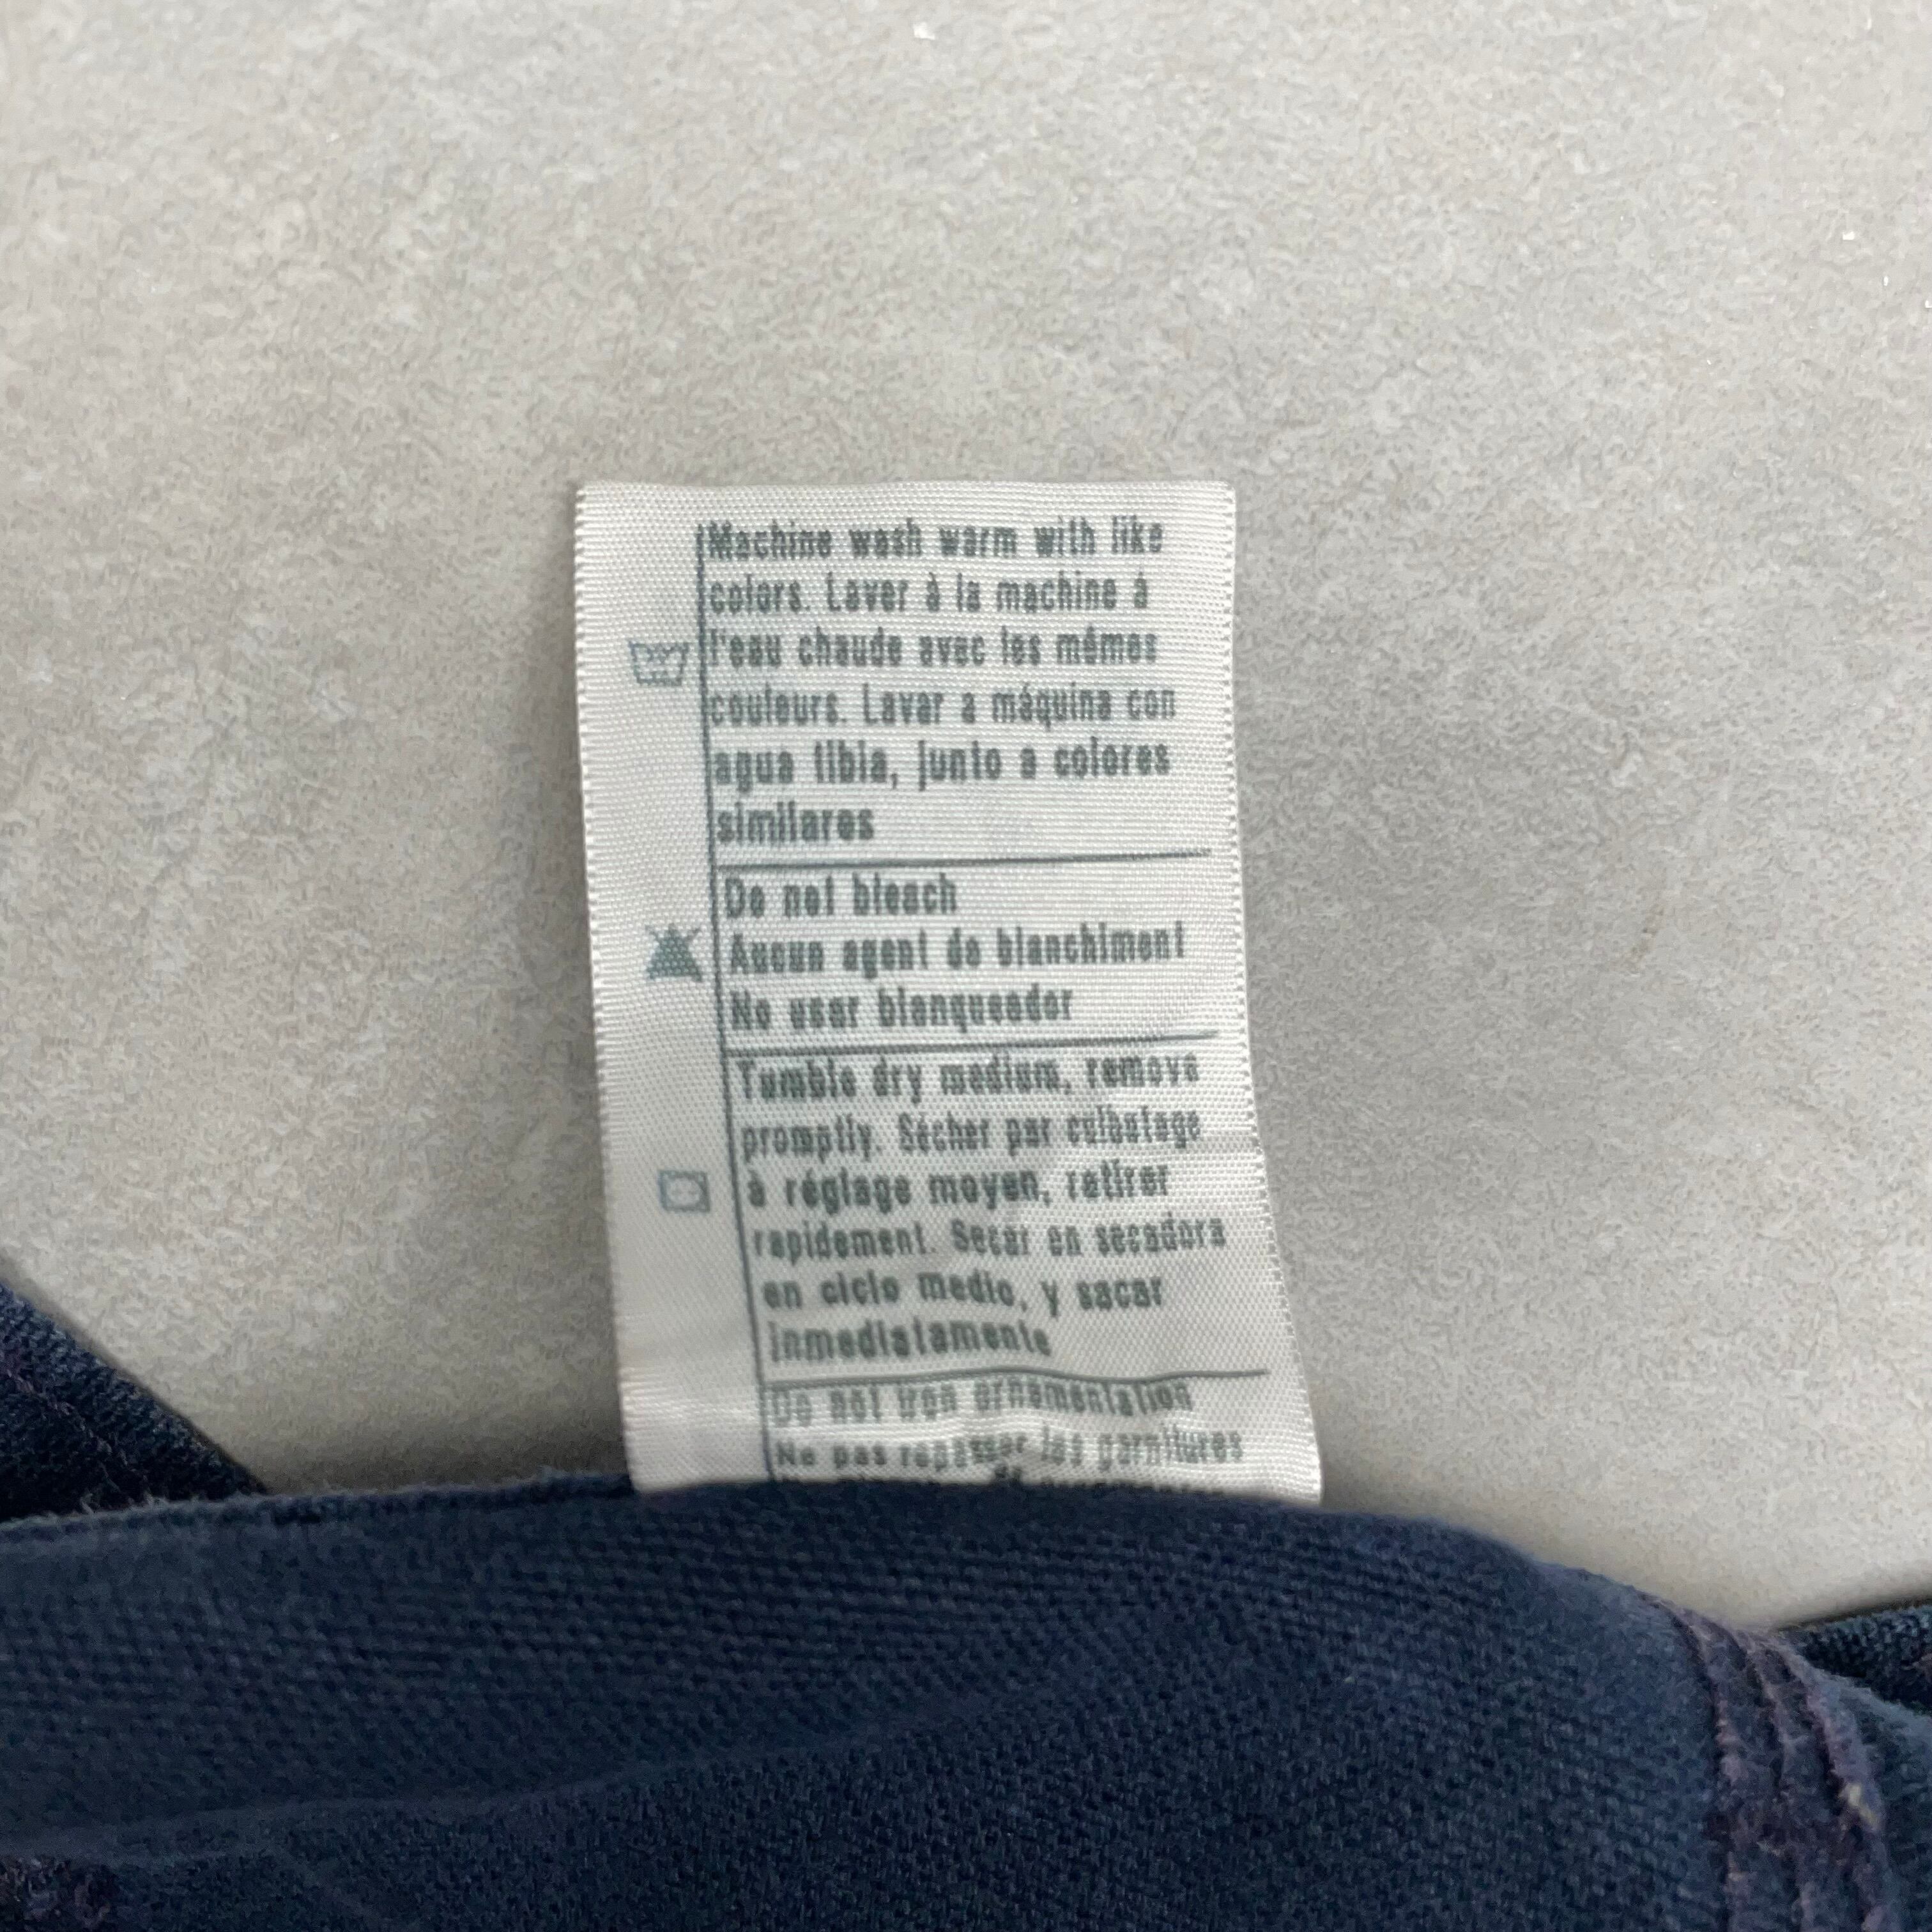 Machine wash warm with like
colors. Laver à la machine à
l'eau chaude avec les mêmes
couleurs. Lavar a máquina con
agua tibia, junto a colores
similares
Do not bleach
Aucun agent de blanchiment
No usar blanqueador
Tumble dry medium, remove
promptly. Sécher par culbutage
à réglage moyen, retirer
rapidement. Secar en secadora
en ciclo medio, y sacar
inmediatamente
Do not iron ornamentation
Ne pas repasser les garnitures